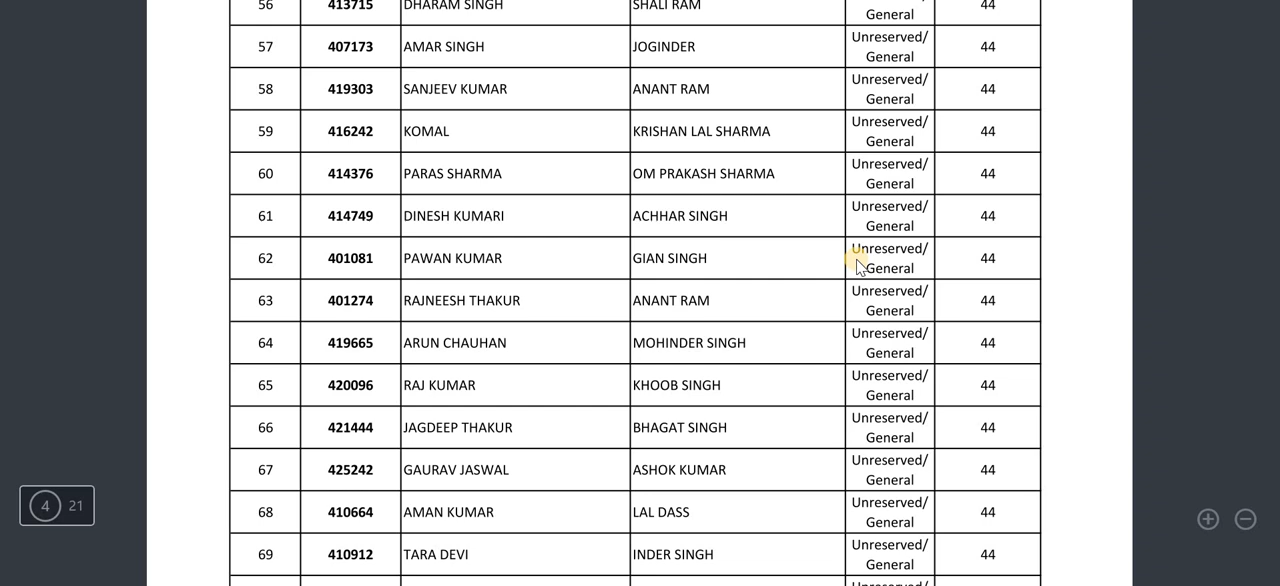 56 413715 DHARAM SINGH SHALI RAM General 44
57 407173 AMAR SINGH JOGINDER Unreserved/ General 44
58 419303 SANJEEV KUMAR ANANT RAM Unreserved/ General 44
59 416242 KOMAL KRISHAN LAL SHARMA Unreserved/ General 44
60 414376 PARAS SHARMA OM PRAKASH SHARMA Unreserved/ General 44
61 414749 DINESH KUMARI ACHHAR SINGH Unreserved/ General 44
62 401081 PAWAN KUMAR GIAN SINGH Unreserved/ General 44
63 401274 RAJNEESH THAKUR ANANT RAM Unreserved/ General 44
64 419665 ARUN CHAUHAN MOHINDER SINGH Unreserved/ General 44
65 420096 RAJ KUMAR KHOOB SINGH Unreserved/ General 44
66 421444 JAGDEEP THAKUR BHAGAT SINGH Unreserved/ General 44
67 425242 GAURAV JASWAL ASHOK KUMAR Unreserved/ General 44
68 410664 AMAN KUMAR LAL DASS Unreserved/ General 44
69 410912 TARA DEVI INDER SINGH Unreserved/ General 44
Unreserved/
4 21